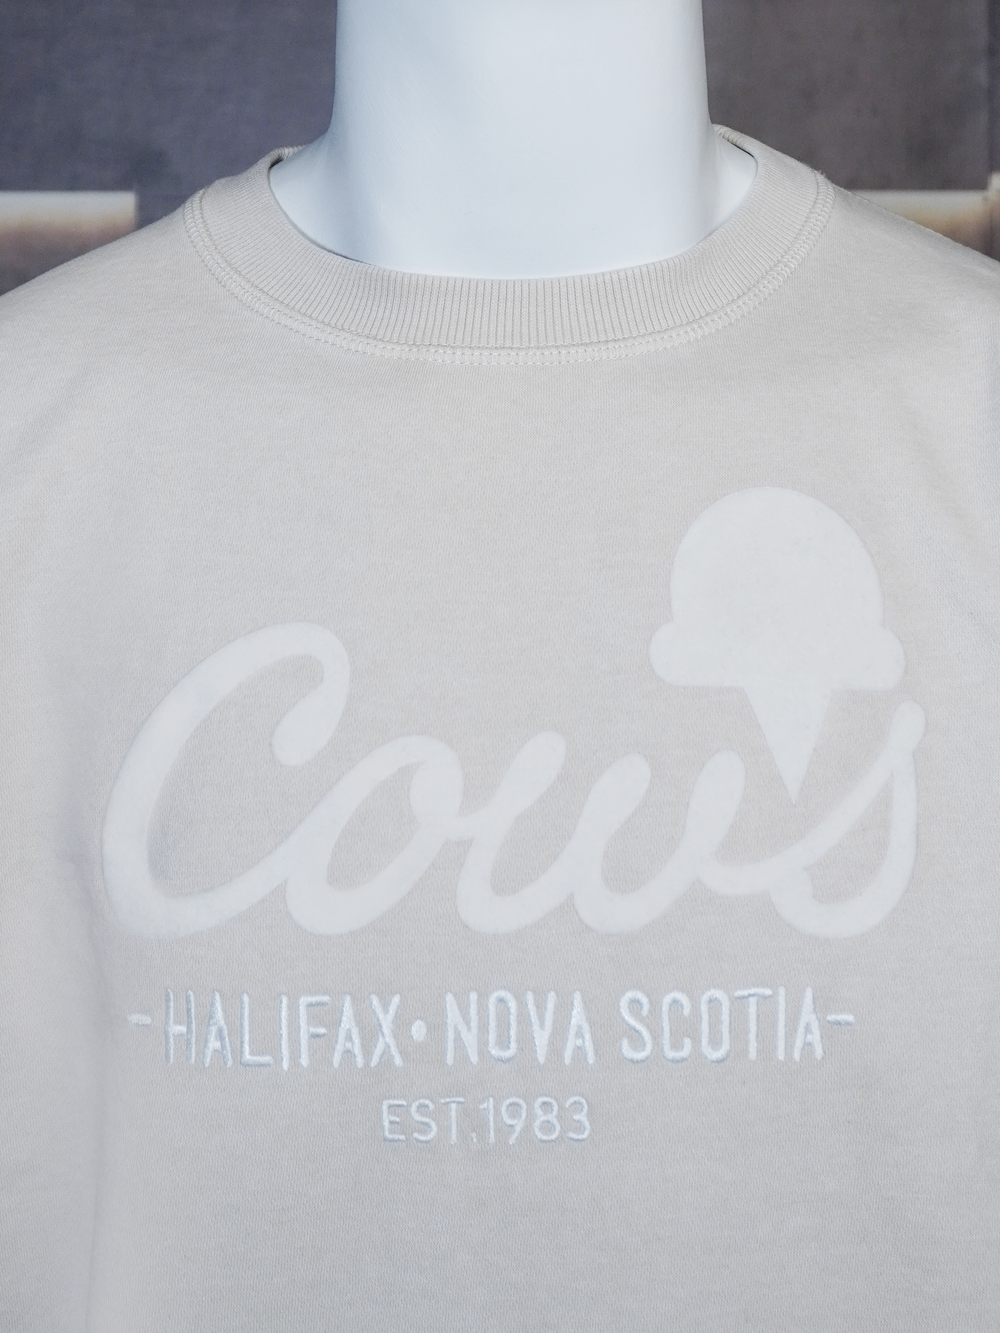 Cows
-HALIFAX•NOVA SCOTIA-
EST.1983